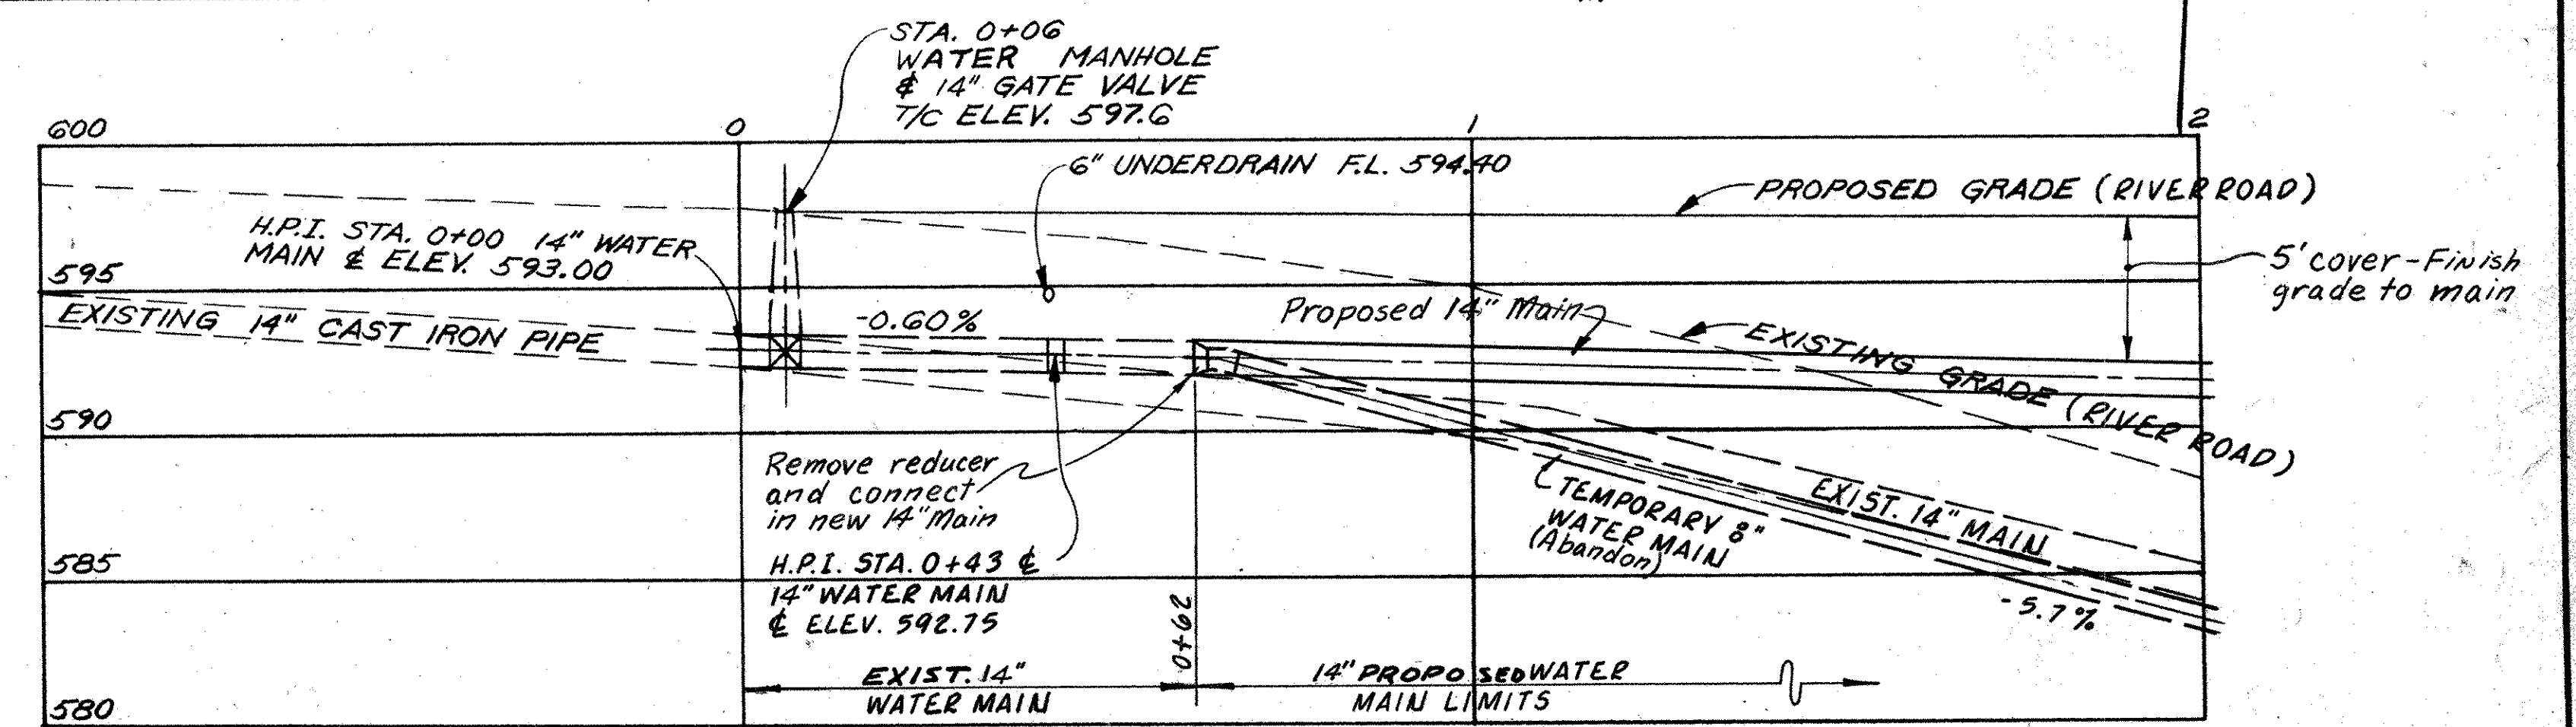 STA. 0+06
WATER MANHOLE
& 14" GATE VALVE
T/C ELEV. 597.6
600
0
1
2
6" UNDERDRAIN F.L. 594.40
PROPOSED GRADE (RIVER ROAD)
H.P.I. STA. 0+00 14" WATER
MAIN ℄ ELEV. 593.00
595
5' cover-Finish
grade to main
EXISTING 14" CAST IRON PIPE
-0.60%
Proposed 14" Main
EXISTING GRADE (RIVER ROAD)
590
Remove reducer
and connect
in new 14" Main
TEMPORARY 8"
WATER MAIN
(Abandon)
EXIST. 14" MAIN
585
H.P.I. STA. 0+43 ℄
14" WATER MAIN
℄ ELEV. 592.75
0+62
-5.7%
EXIST. 14"
WATER MAIN
14" PROPOSED WATER
MAIN LIMITS
580